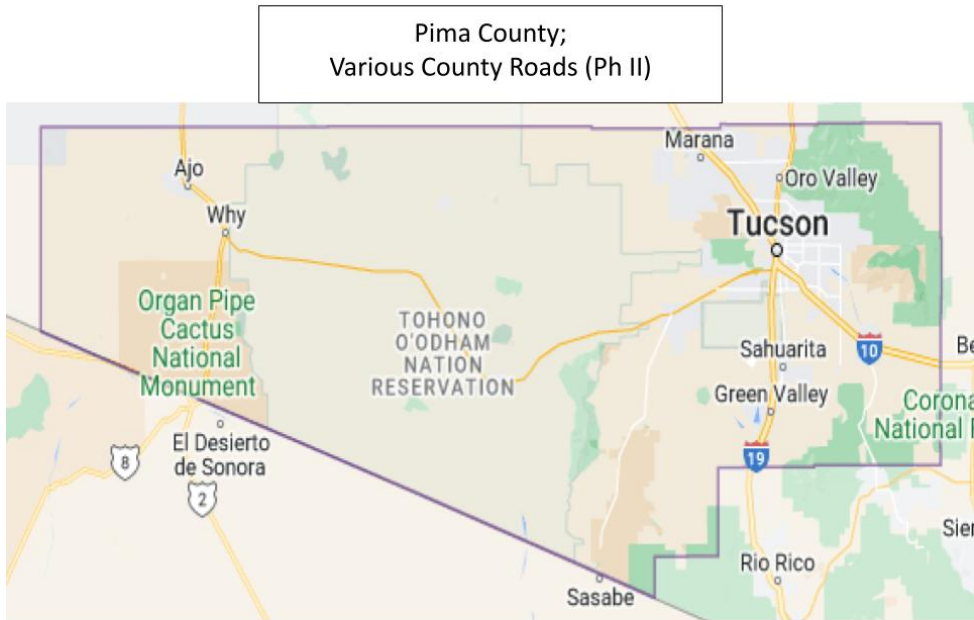 Pima County;
Various County Roads (Ph II)
Marana
Ajo
Oro Valley
Why
Tucson
Organ Pipe
Cactus
National
Monument
TOHONO
O'ODHAM
NATION
RESERVATION
Sahuarita
10
Be
Green Valley
Corona
National F
El Desierto
de Sonora
8
19
2
Sier
Rio Rico
Sasabe